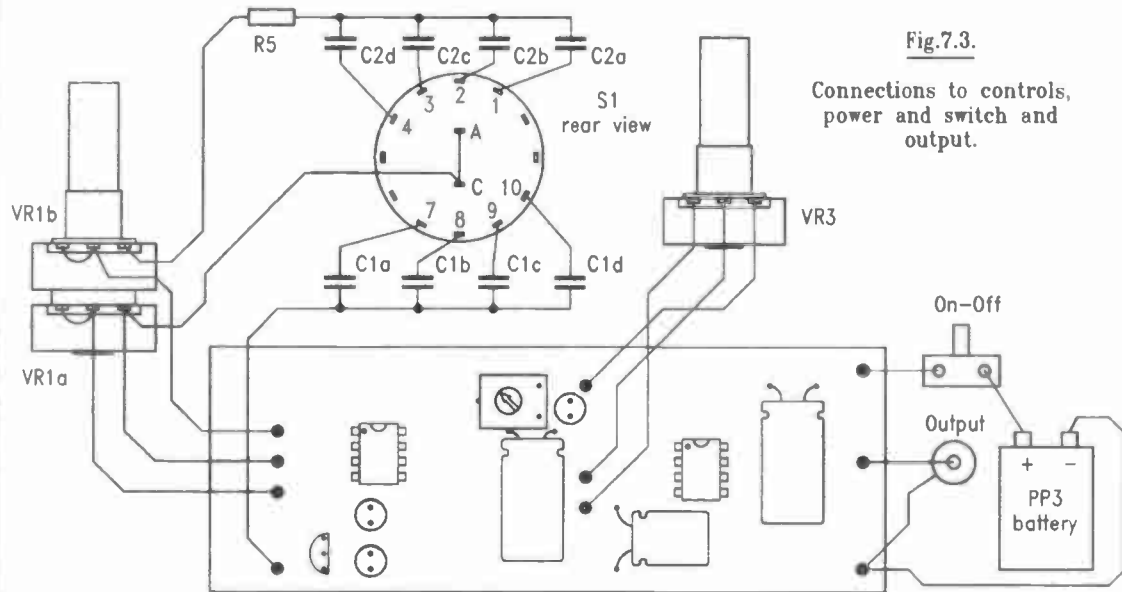 R5
C2d
C2c
C2b
C2a
Fig.7.3.
Connections to controls,
power and switch and
output.
3
2
1
4
S1
rear view
A
C
10
7
8
9
VR1b
VR3
C1a
C1b
C1c
C1d
VR1a
On-Off
Output
+ -
PP3
battery